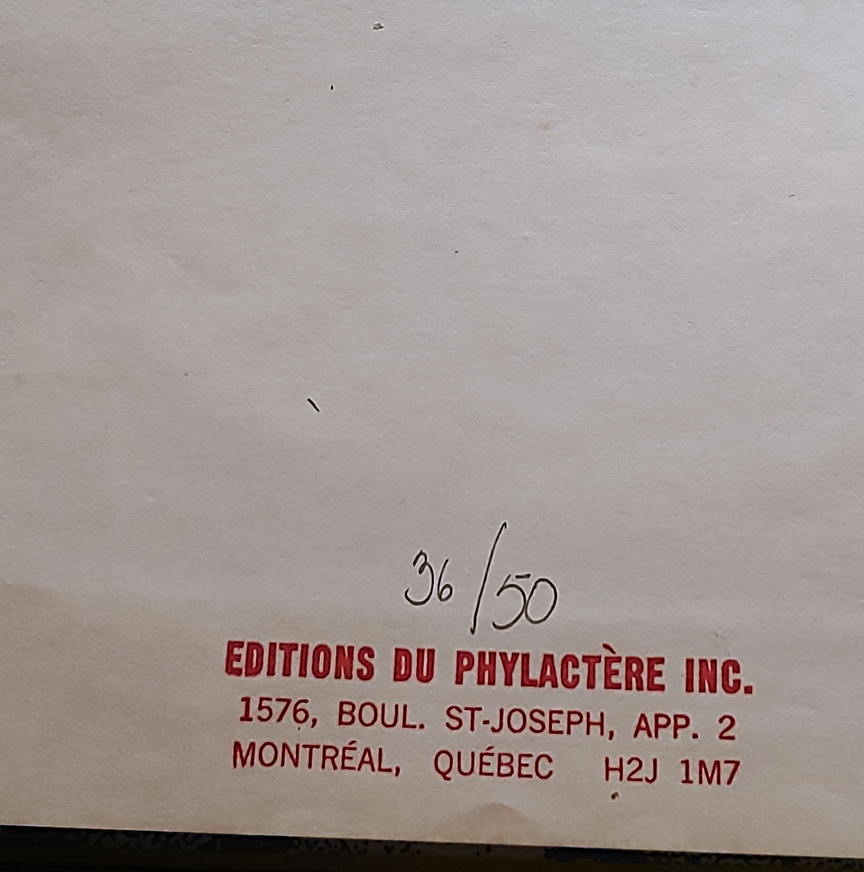 36/50
EDITIONS DU PHYLACTÈRE INC.
1576, BOUL. ST-JOSEPH, APP. 2
MONTRÉAL, QUÉBEC H2J 1M7